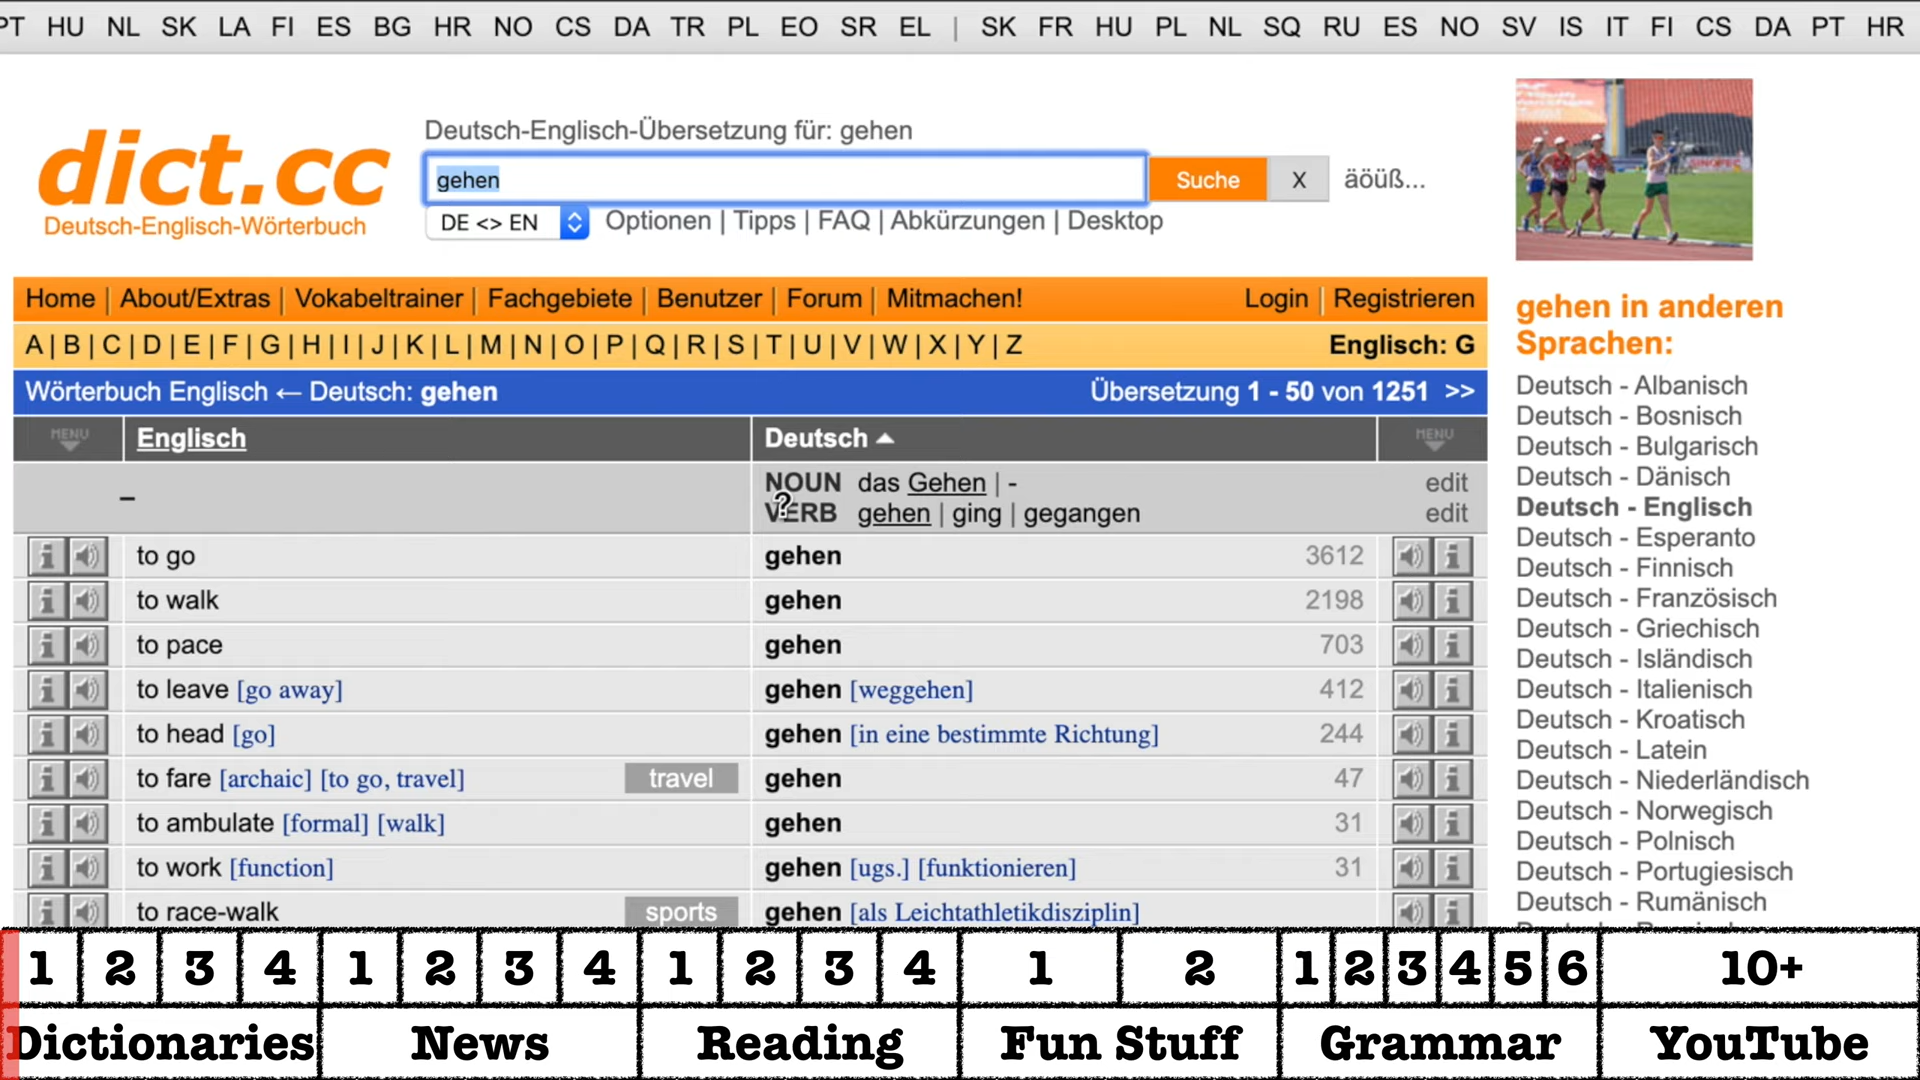 PT HU NL SK LA FI ES BG HR NO CS DA TR PL EO SR EL | SK FR HU PL NL SQ RU ES NO SV IS IT FI CS DA PT HR
dict.cc
Deutsch-Englisch-Wörterbuch
Deutsch-Englisch-Übersetzung für: gehen
gehen
Suche
X
äöüß...
DE <> EN
Optionen | Tipps | FAQ | Abkürzungen | Desktop
SINOPEC
Home | About/Extras | Vokabeltrainer | Fachgebiete | Benutzer | Forum | Mitmachen!
Login | Registrieren
A | B | C | D | E | F | G | H | I | J | K | L | M | N | O | P | Q | R | S | T | U | V | W | X | Y | Z
Englisch: G
Wörterbuch Englisch ← Deutsch: gehen
Übersetzung 1 - 50 von 1251 >>
MENU Englisch Deutsch MENU
– NOUN das Gehen | - edit
VERB gehen | ging | gegangen edit
to go gehen 3612
to walk gehen 2198
to pace gehen 703
to leave [go away] gehen [weggehen] 412
to head [go] gehen [in eine bestimmte Richtung] 244
to fare [archaic] [to go, travel] travel gehen 47
to ambulate [formal] [walk] gehen 31
to work [function] gehen [ugs.] [funktionieren] 31
to race-walk sports gehen [als Leichtathletikdisziplin]
gehen in anderen
Sprachen:
Deutsch - Albanisch
Deutsch - Bosnisch
Deutsch - Bulgarisch
Deutsch - Dänisch
Deutsch - Englisch
Deutsch - Esperanto
Deutsch - Finnisch
Deutsch - Französisch
Deutsch - Griechisch
Deutsch - Isländisch
Deutsch - Italienisch
Deutsch - Kroatisch
Deutsch - Latein
Deutsch - Niederländisch
Deutsch - Norwegisch
Deutsch - Polnisch
Deutsch - Portugiesisch
Deutsch - Rumänisch
1 2 3 4 1 2 3 4 1 2 3 4 1 2 1 2 3 4 5 6 10+
Dictionaries News Reading Fun Stuff Grammar YouTube